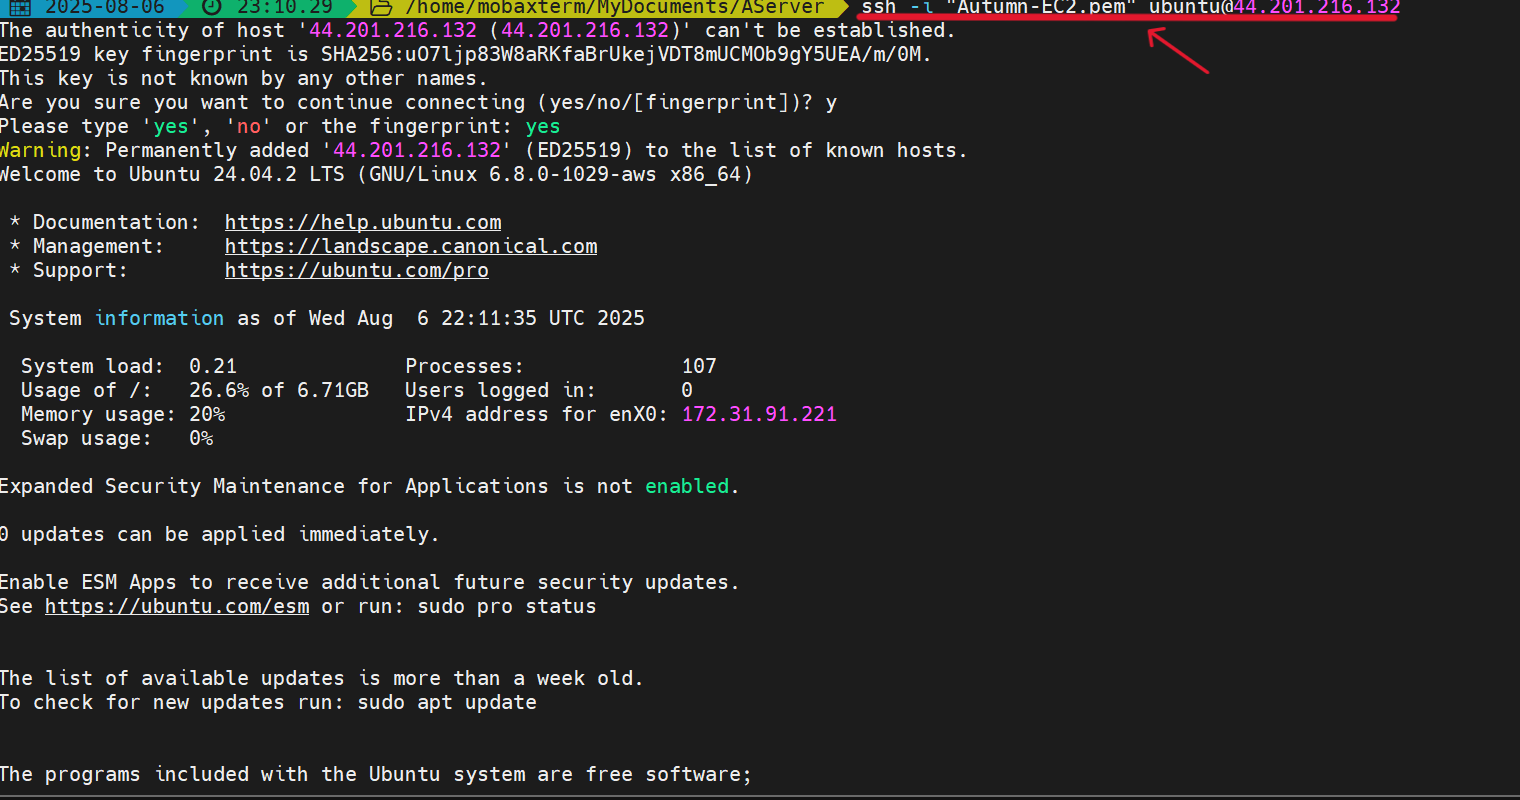 2025-08-06 23:10.29 /home/mobaxterm/MyDocuments/AServer ssh -i "Autumn-EC2.pem" ubuntu@44.201.216.132
The authenticity of host '44.201.216.132 (44.201.216.132)' can't be established.
ED25519 key fingerprint is SHA256:uO7ljp83W8aRKfaBrUkejVDT8mUCMOb9gY5UEA/m/0M.
This key is not known by any other names.
Are you sure you want to continue connecting (yes/no/[fingerprint])? y
Please type 'yes', 'no' or the fingerprint: yes
Warning: Permanently added '44.201.216.132' (ED25519) to the list of known hosts.
Welcome to Ubuntu 24.04.2 LTS (GNU/Linux 6.8.0-1029-aws x86_64)
* Documentation: https://help.ubuntu.com
* Management: https://landscape.canonical.com
* Support: https://ubuntu.com/pro
System information as of Wed Aug 6 22:11:35 UTC 2025
System load: 0.21 Processes: 107
Usage of /: 26.6% of 6.71GB Users logged in: 0
Memory usage: 20% IPv4 address for enX0: 172.31.91.221
Swap usage: 0%
Expanded Security Maintenance for Applications is not enabled.
0 updates can be applied immediately.
Enable ESM Apps to receive additional future security updates.
See https://ubuntu.com/esm or run: sudo pro status
The list of available updates is more than a week old.
To check for new updates run: sudo apt update
The programs included with the Ubuntu system are free software;